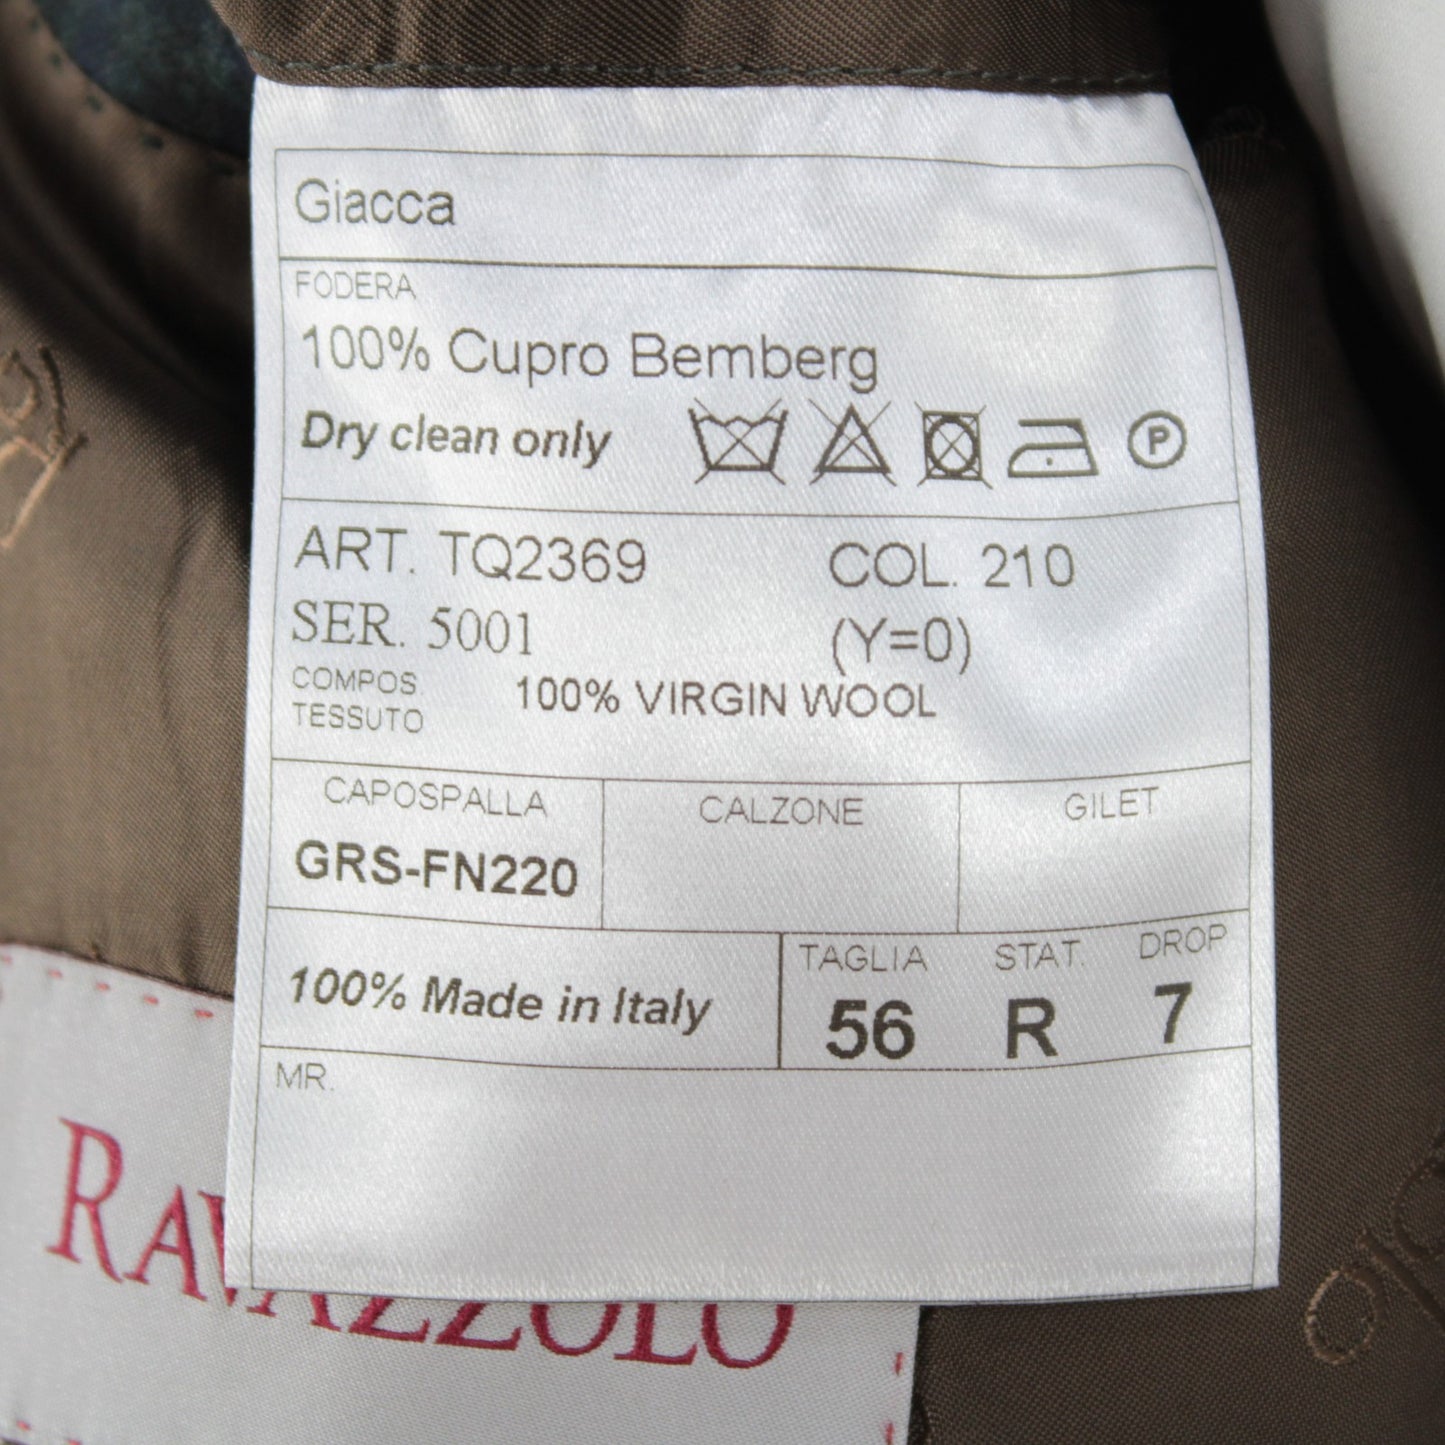 Giacca
FODERA
100% Cupro Bemberg
Dry clean only P
ART. TQ2369 COL. 210
SER. 5001 (Y=0)
COMPOS.
TESSUTO 100% VIRGIN WOOL
CAPOSPALLA CALZONE GILET
GRS-FN220
100% Made in Italy
TAGLIA STAT. DROP
56 R 7
MR.
RAVAZZOLO